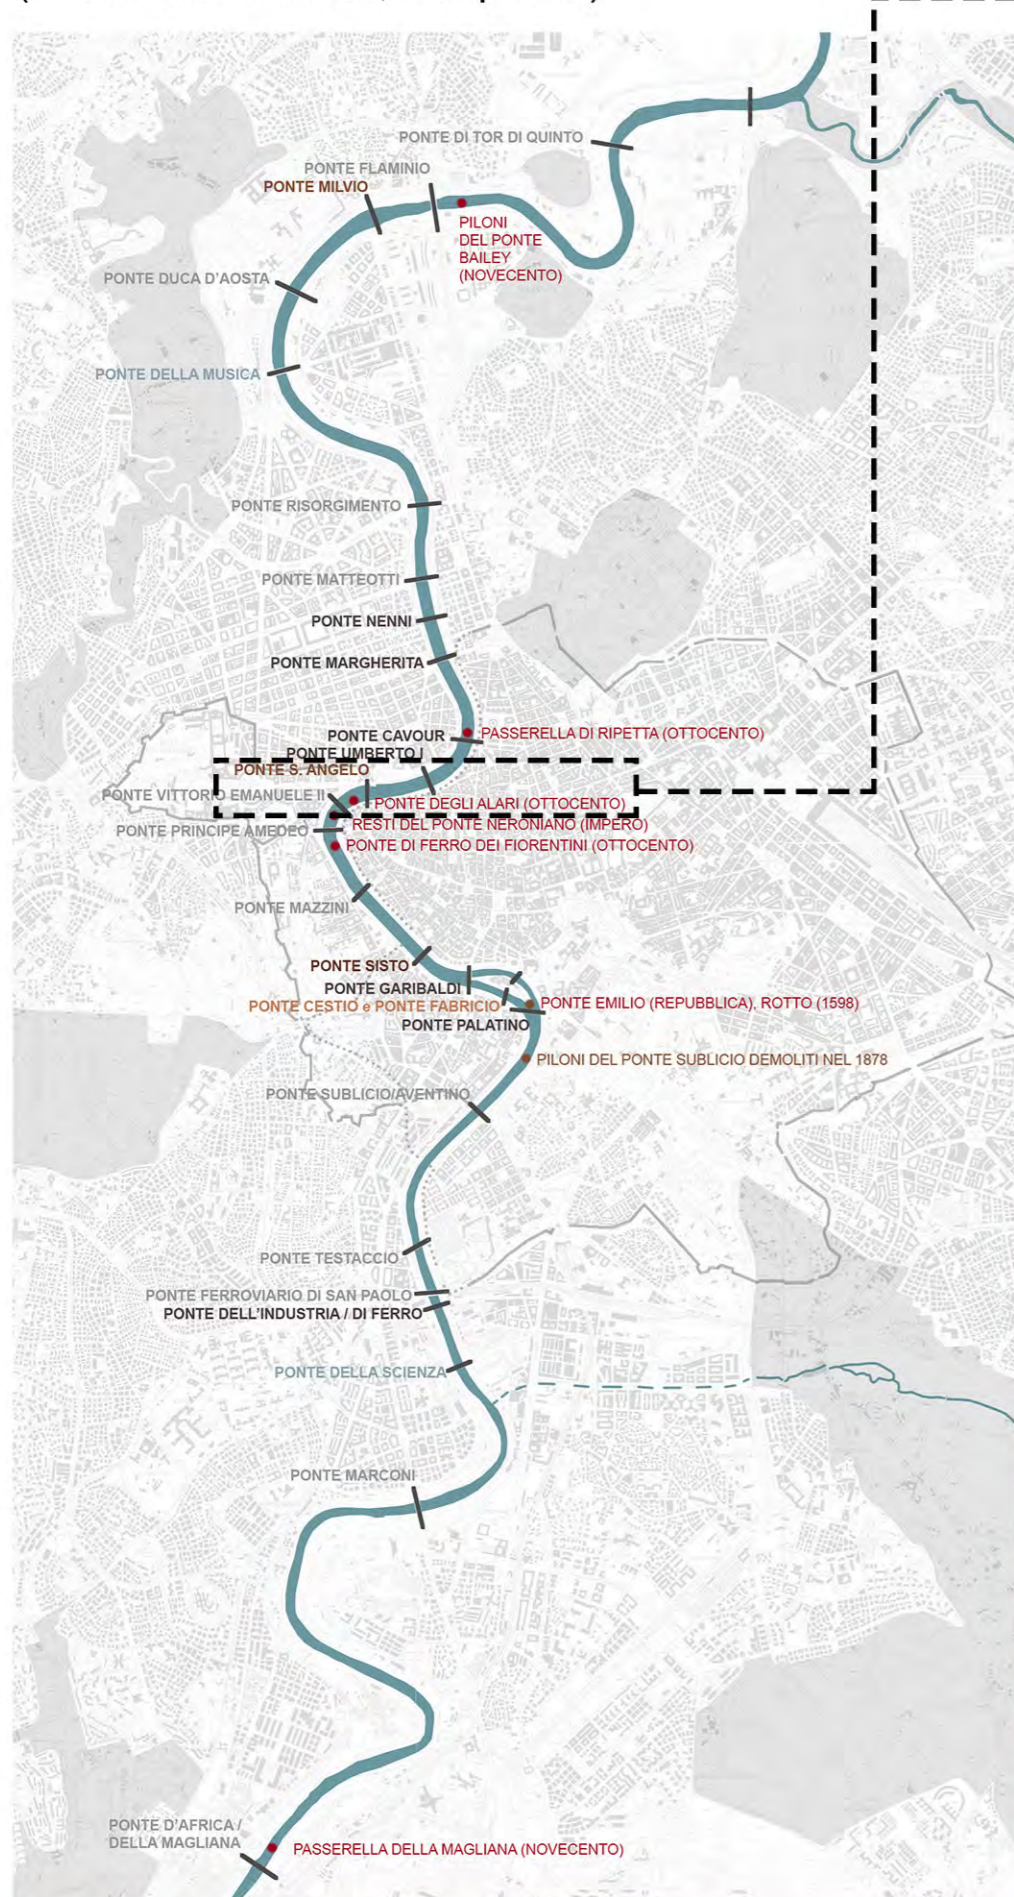 PONTE DI TOR DI QUINTO
PONTE FLAMINIO
PONTE MILVIO
PILONI
DEL PONTE
BAILEY
(NOVECENTO)
PONTE DUCA D'AOSTA
PONTE DELLA MUSICA
PONTE RISORGIMENTO
PONTE MATTEOTTI
PONTE NENNI
PONTE MARGHERITA
PASSERELLA DI RIPETTA (OTTOCENTO)
PONTE CAVOUR
PONTE UMBERTO I
PONTE S. ANGELO
PONTE VITTORIO EMANUELE II
PONTE DEGLI ALARI (OTTOCENTO)
RESTI DEL PONTE NERONIANO (IMPERO)
PONTE PRINCIPE AMEDEO
PONTE DI FERRO DEI FIORENTINI (OTTOCENTO)
PONTE MAZZINI
PONTE SISTO
PONTE GARIBALDI
PONTE CESTIO e PONTE FABRICIO
PONTE EMILIO (REPUBBLICA), ROTTO (1598)
PONTE PALATINO
PILONI DEL PONTE SUBLICIO DEMOLITI NEL 1878
PONTE SUBLICIO/AVENTINO
PONTE TESTACCIO
PONTE FERROVIARIO DI SAN PAOLO
PONTE DELL'INDUSTRIA / DI FERRO
PONTE DELLA SCIENZA
PONTE MARCONI
PONTE D'AFRICA /
DELLA MAGLIANA
PASSERELLA DELLA MAGLIANA (NOVECENTO)